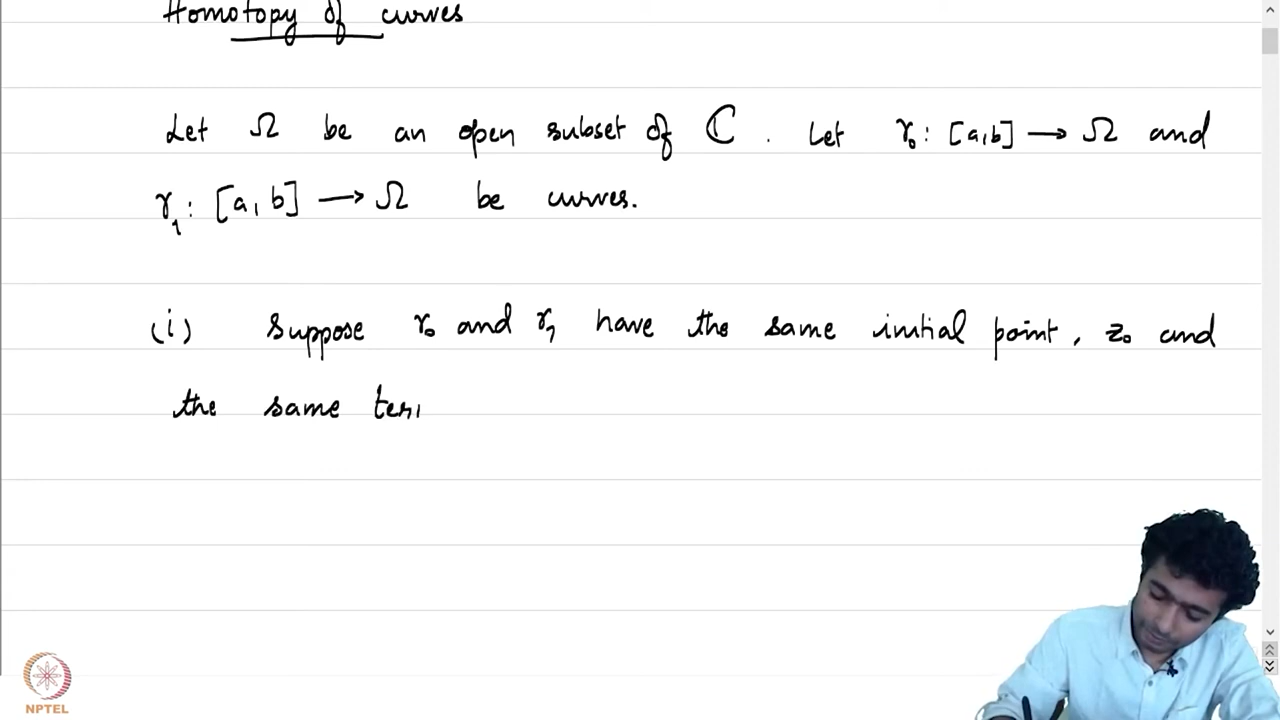 Homotopy of curves
Let Ω be an open subset of ℂ. Let γ₀: [a,b] → Ω and
γ₁: [a, b] → Ω be curves.
(i) Suppose γ₀ and γ₁ have the same initial point, z₀ and
the same ter
NPTEL